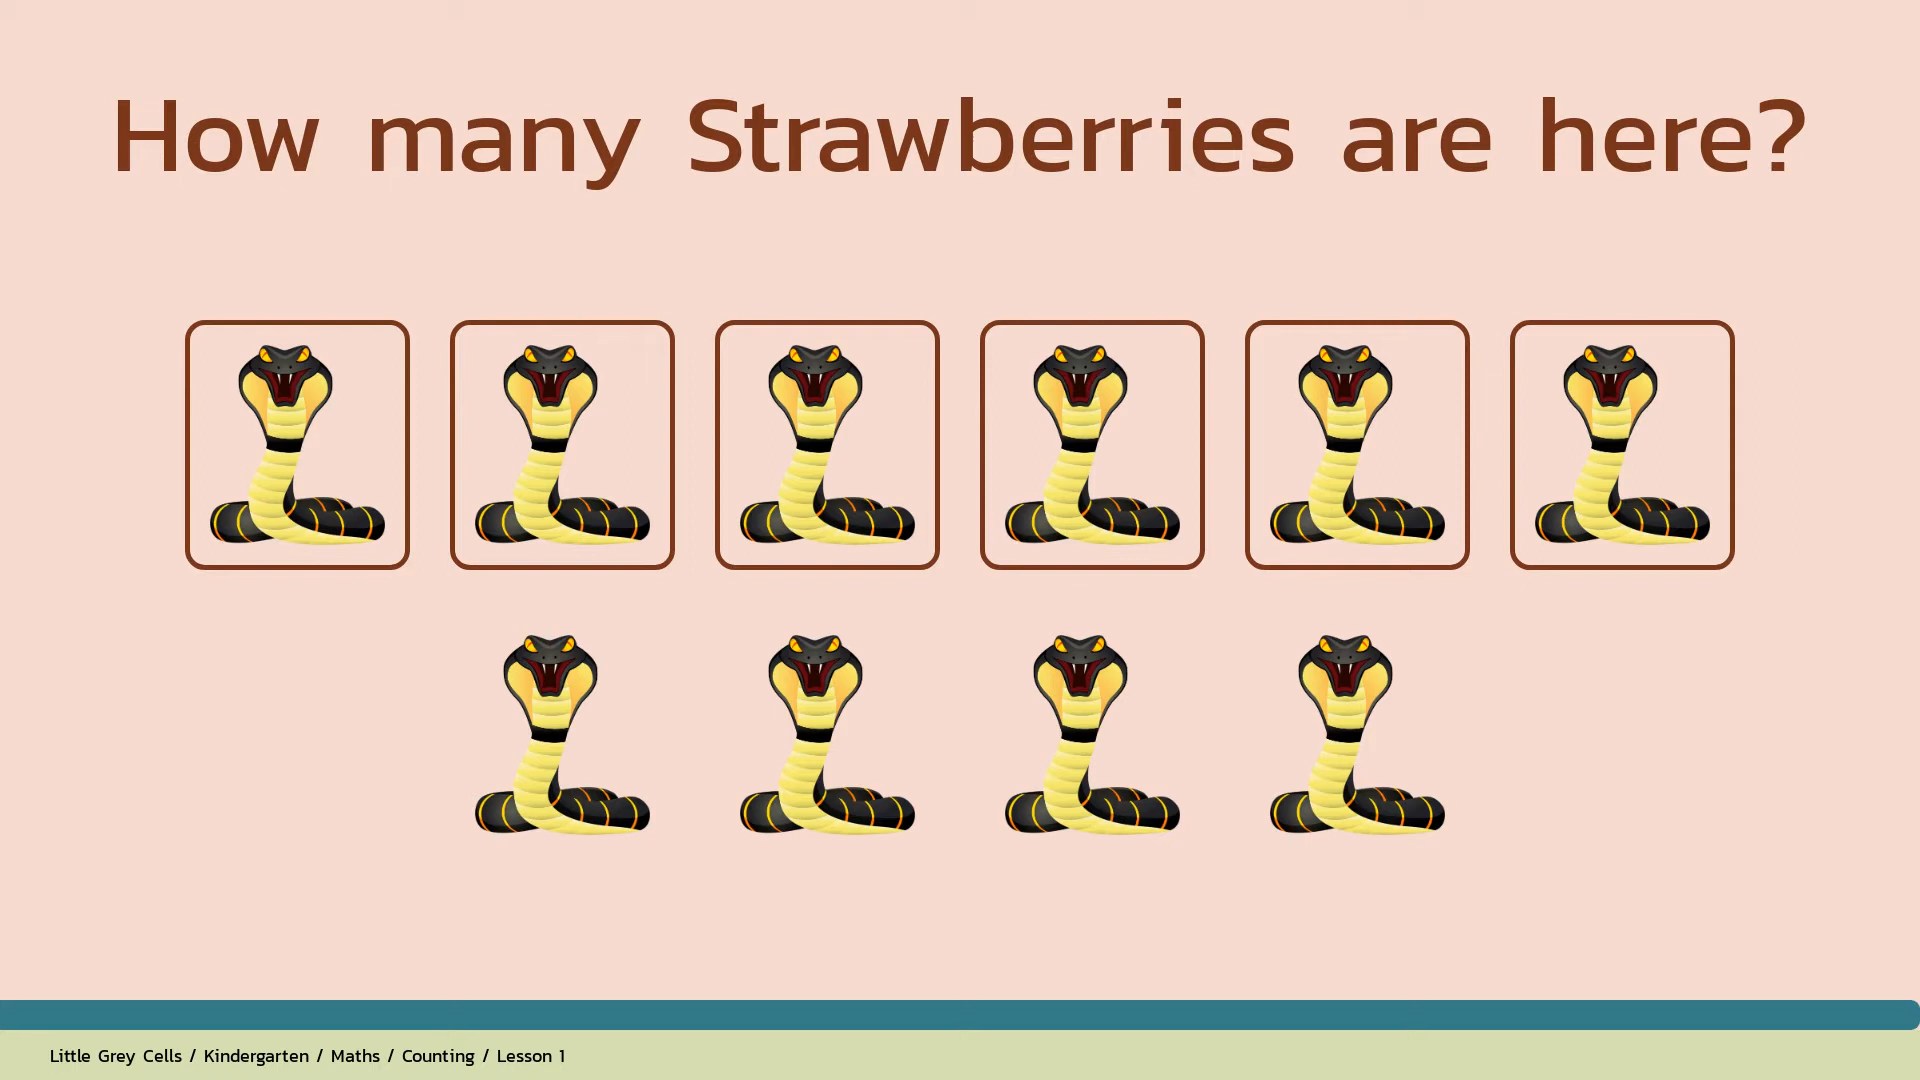 How many Strawberries are here?
Little Grey Cells / Kindergarten / Maths / Counting / Lesson 1